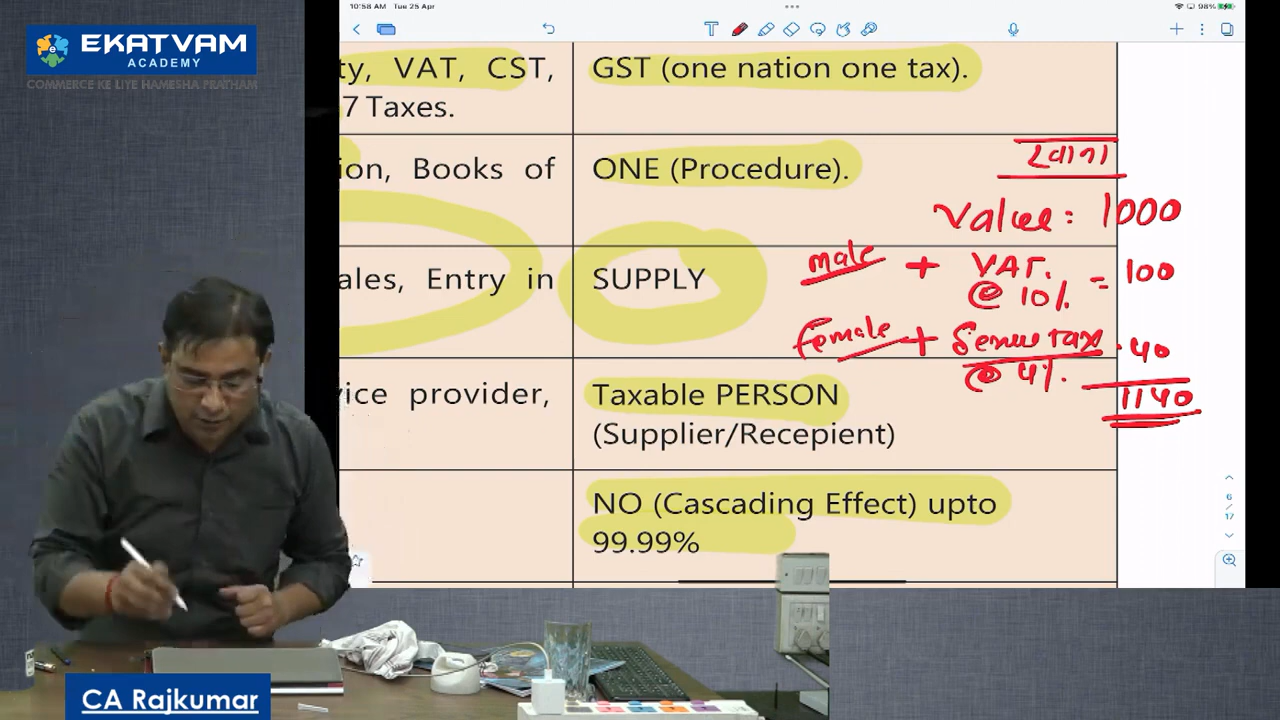 10:58 AM Tue 25 Apr
98%
EKATVAM
ACADEMY
COMMERCE KE LIYE HAMESHA PRATHAM
ty, VAT, CST,
7 Taxes.
GST (one nation one tax).
ion, Books of
ONE (Procedure).
खाना
Value: 1000
ales, Entry in
SUPPLY
male + VAT. = 100
@ 10%.
female + Service tax . 40
@ 4%.
1140
vice provider,
Taxable PERSON
(Supplier/Recepient)
NO (Cascading Effect) upto
99.99%
6
/
17
CA Rajkumar